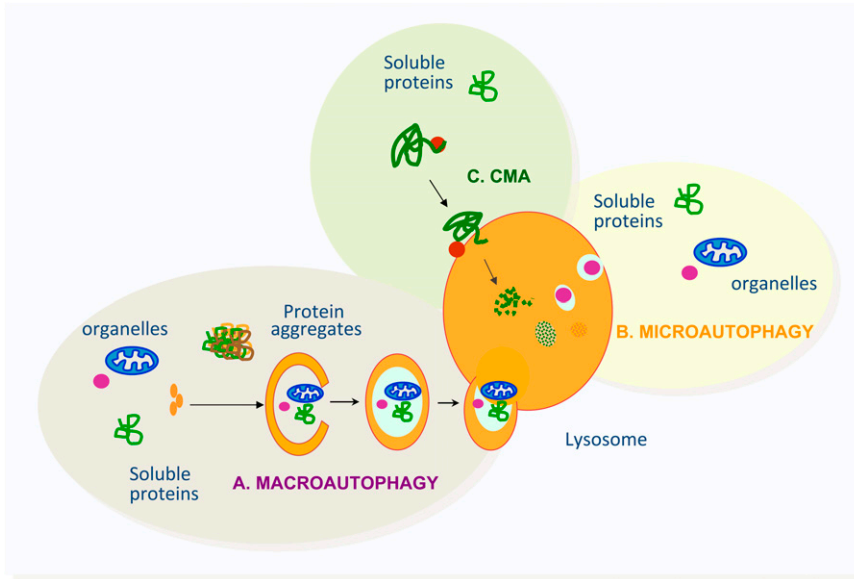 Soluble
proteins
C. CMA
Soluble
proteins
organelles
B. MICROAUTOPHAGY
Protein
aggregates
organelles
Lysosome
Soluble
proteins
A. MACROAUTOPHAGY